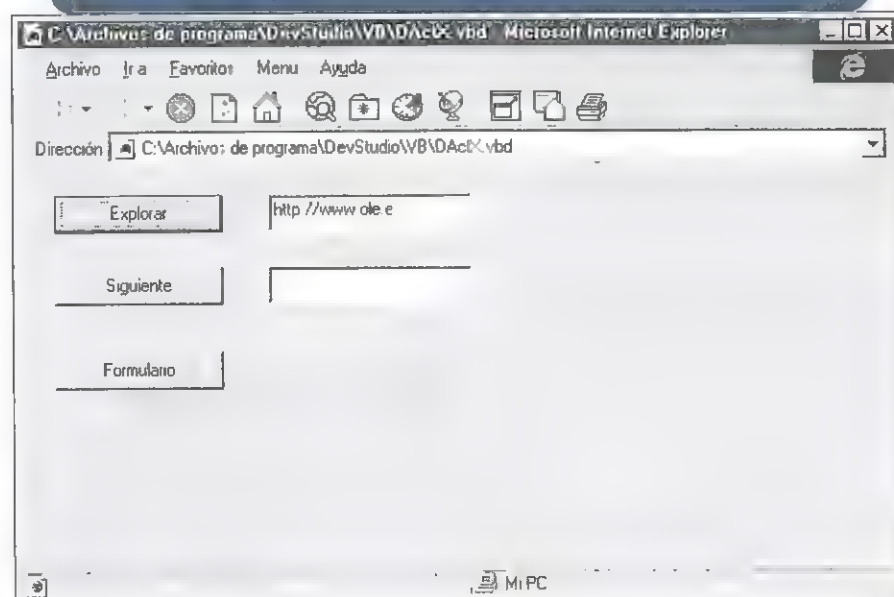 C:\Archivos de programa\DevStudio\VB\DActX.vbd Microsoft Internet Explorer
Archivo Ir a Favoritos Menu Ayuda
Dirección C:\Archivos de programa\DevStudio\VB\DActX.vbd
Explorar http //www ole.e
Siguiente
Formulario
Mi PC